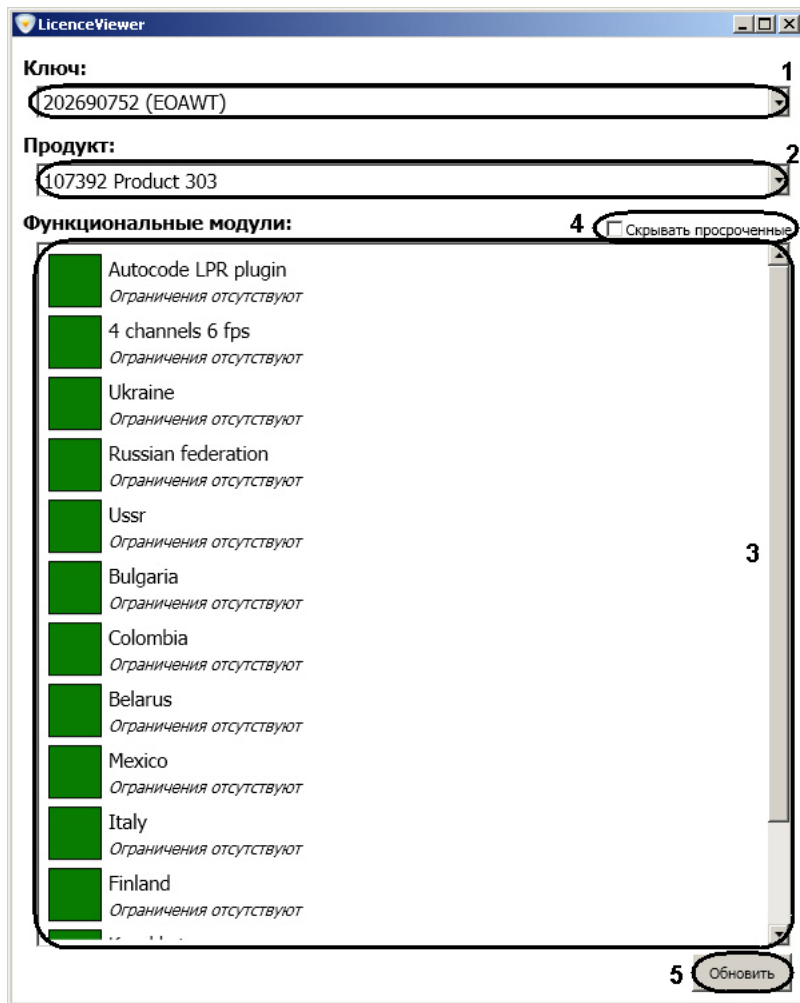 LicenceViewer
Ключ:
1
202690752 (EOAWT)
Продукт:
2
107392 Product 303
Функциональные модули:
4
Скрывать просроченные
Autocode LPR plugin
Ограничения отсутствуют
4 channels 6 fps
Ограничения отсутствуют
Ukraine
Ограничения отсутствуют
Russian federation
Ограничения отсутствуют
Ussr
Ограничения отсутствуют
3
Bulgaria
Ограничения отсутствуют
Colombia
Ограничения отсутствуют
Belarus
Ограничения отсутствуют
Mexico
Ограничения отсутствуют
Italy
Ограничения отсутствуют
Finland
Ограничения отсутствуют
5
Обновить